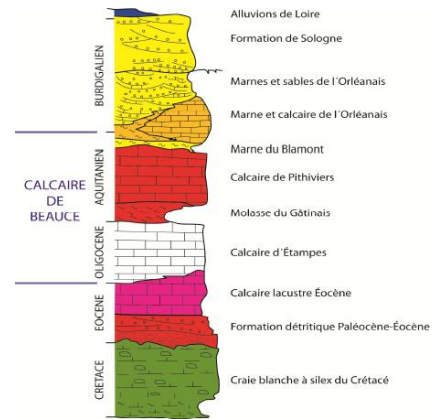 Alluvions de Loire
Formation de Sologne
Marnes et sables de l'Orléanais
Marne et calcaire de l'Orléanais
Marne du Blamont
Calcaire de Pithiviers
Molasse du Gâtinais
Calcaire d'Étampes
Calcaire lacustre Éocène
Formation détritique Paléocène-Éocène
Craie blanche à silex du Crétacé
BURDIGALIEN
AQUITANIEN
OLIGOCENE
EOCENE
CRETACE
CALCAIRE
DE
BEAUCE